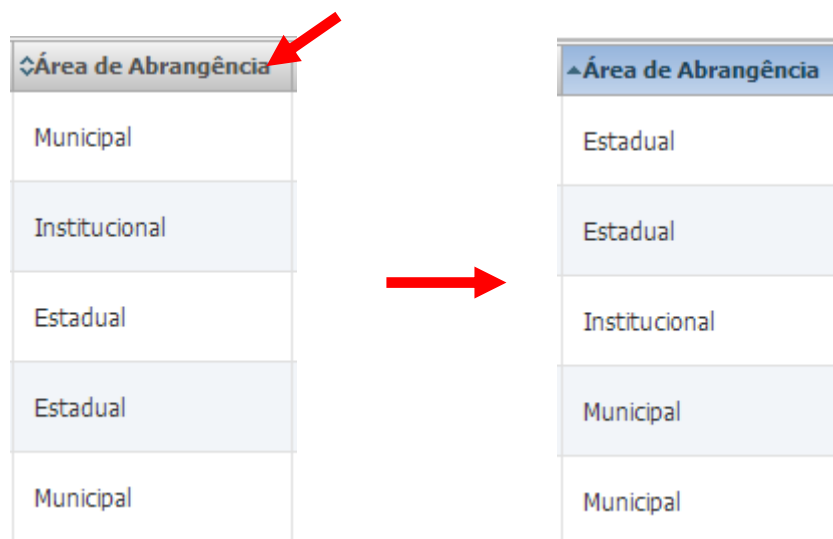 Área de Abrangência
Municipal
Institucional
Estadual
Estadual
Municipal
Área de Abrangência
Estadual
Estadual
Institucional
Municipal
Municipal